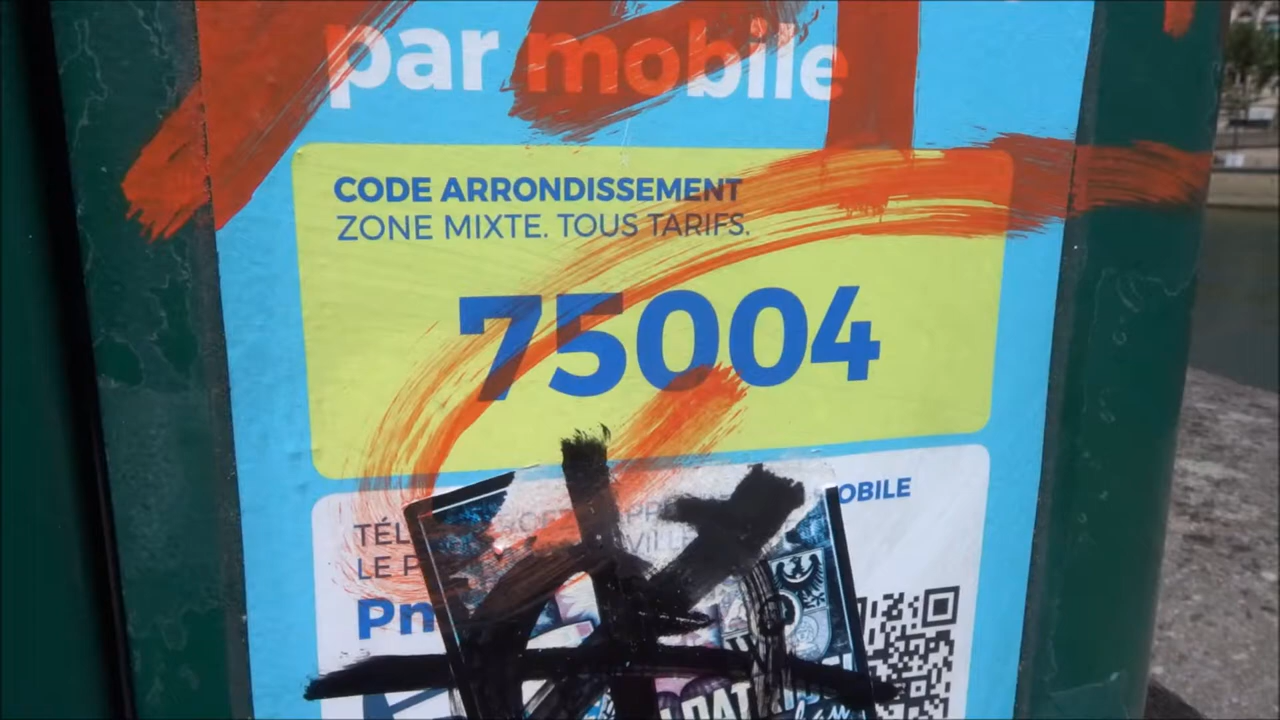 par mobile
CODE ARRONDISSEMENT
ZONE MIXTE. TOUS TARIFS.
75004
OBILE
TÉL
LE P
Pn